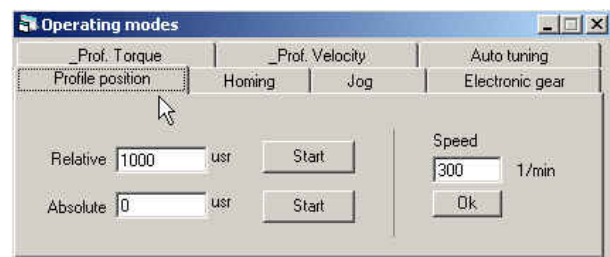 Operating modes
_Prof. Torque _Prof. Velocity Auto tuning
Profile position Homing Jog Electronic gear
Speed
Relative 1000 usr Start 300 1/min
Absolute 0 usr Start Ok